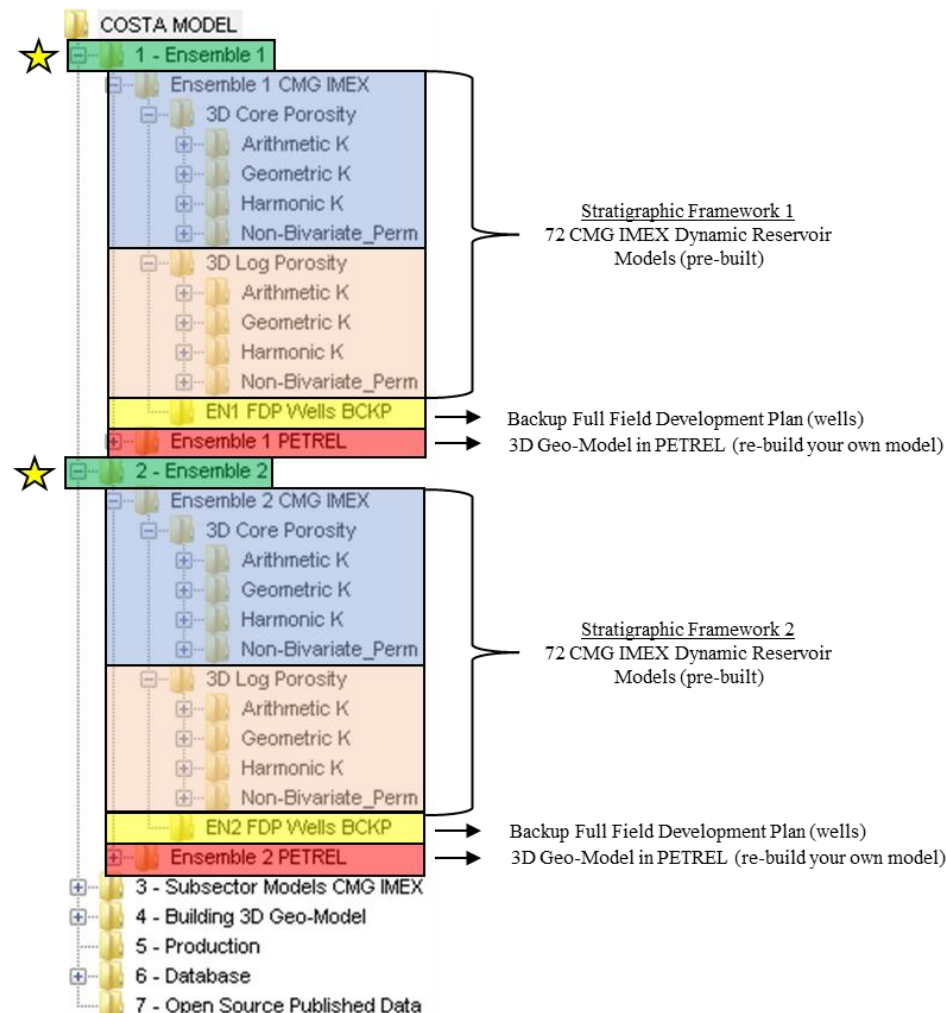 COSTA MODEL
1 - Ensemble 1
Ensemble 1 CMG IMEX
3D Core Porosity
Arithmetic K
Geometric K
Harmonic K
Non-Bivariate_Perm
3D Log Porosity
Arithmetic K
Geometric K
Harmonic K
Non-Bivariate_Perm
Stratigraphic Framework 1
72 CMG IMEX Dynamic Reservoir
Models (pre-built)
EN1 FDP Wells BCKP
Backup Full Field Development Plan (wells)
Ensemble 1 PETREL
3D Geo-Model in PETREL (re-build your own model)
2 - Ensemble 2
Ensemble 2 CMG IMEX
3D Core Porosity
Arithmetic K
Geometric K
Harmonic K
Non-Bivariate_Perm
3D Log Porosity
Arithmetic K
Geometric K
Harmonic K
Non-Bivariate_Perm
Stratigraphic Framework 2
72 CMG IMEX Dynamic Reservoir
Models (pre-built)
EN2 FDP Wells BCKP
Backup Full Field Development Plan (wells)
Ensemble 2 PETREL
3D Geo-Model in PETREL (re-build your own model)
3 - Subsector Models CMG IMEX
4 - Building 3D Geo-Model
5 - Production
6 - Database
7 - Open Source Published Data